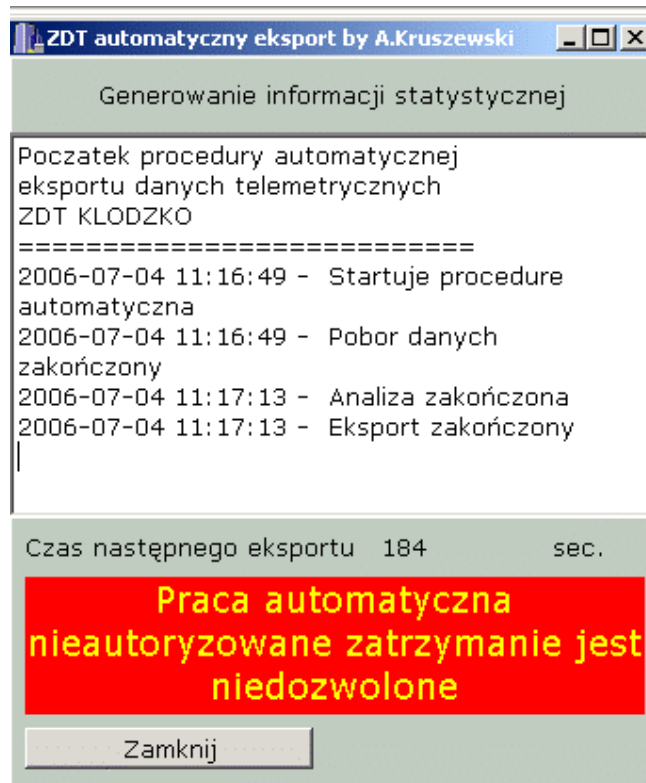 ZDT automatyczny eksport by A.Kruszewski
Generowanie informacji statystycznej
Poczatek procedury automatycznej
eksportu danych telemetrycznych
ZDT KLODZKO
===========================
2006-07-04 11:16:49 - Startuje procedure
automatyczna
2006-07-04 11:16:49 - Pobor danych
zakończony
2006-07-04 11:17:13 - Analiza zakończona
2006-07-04 11:17:13 - Eksport zakończony
Czas następnego eksportu 184 sec.
Praca automatyczna
nieautoryzowane zatrzymanie jest
niedozwolone
Zamknij